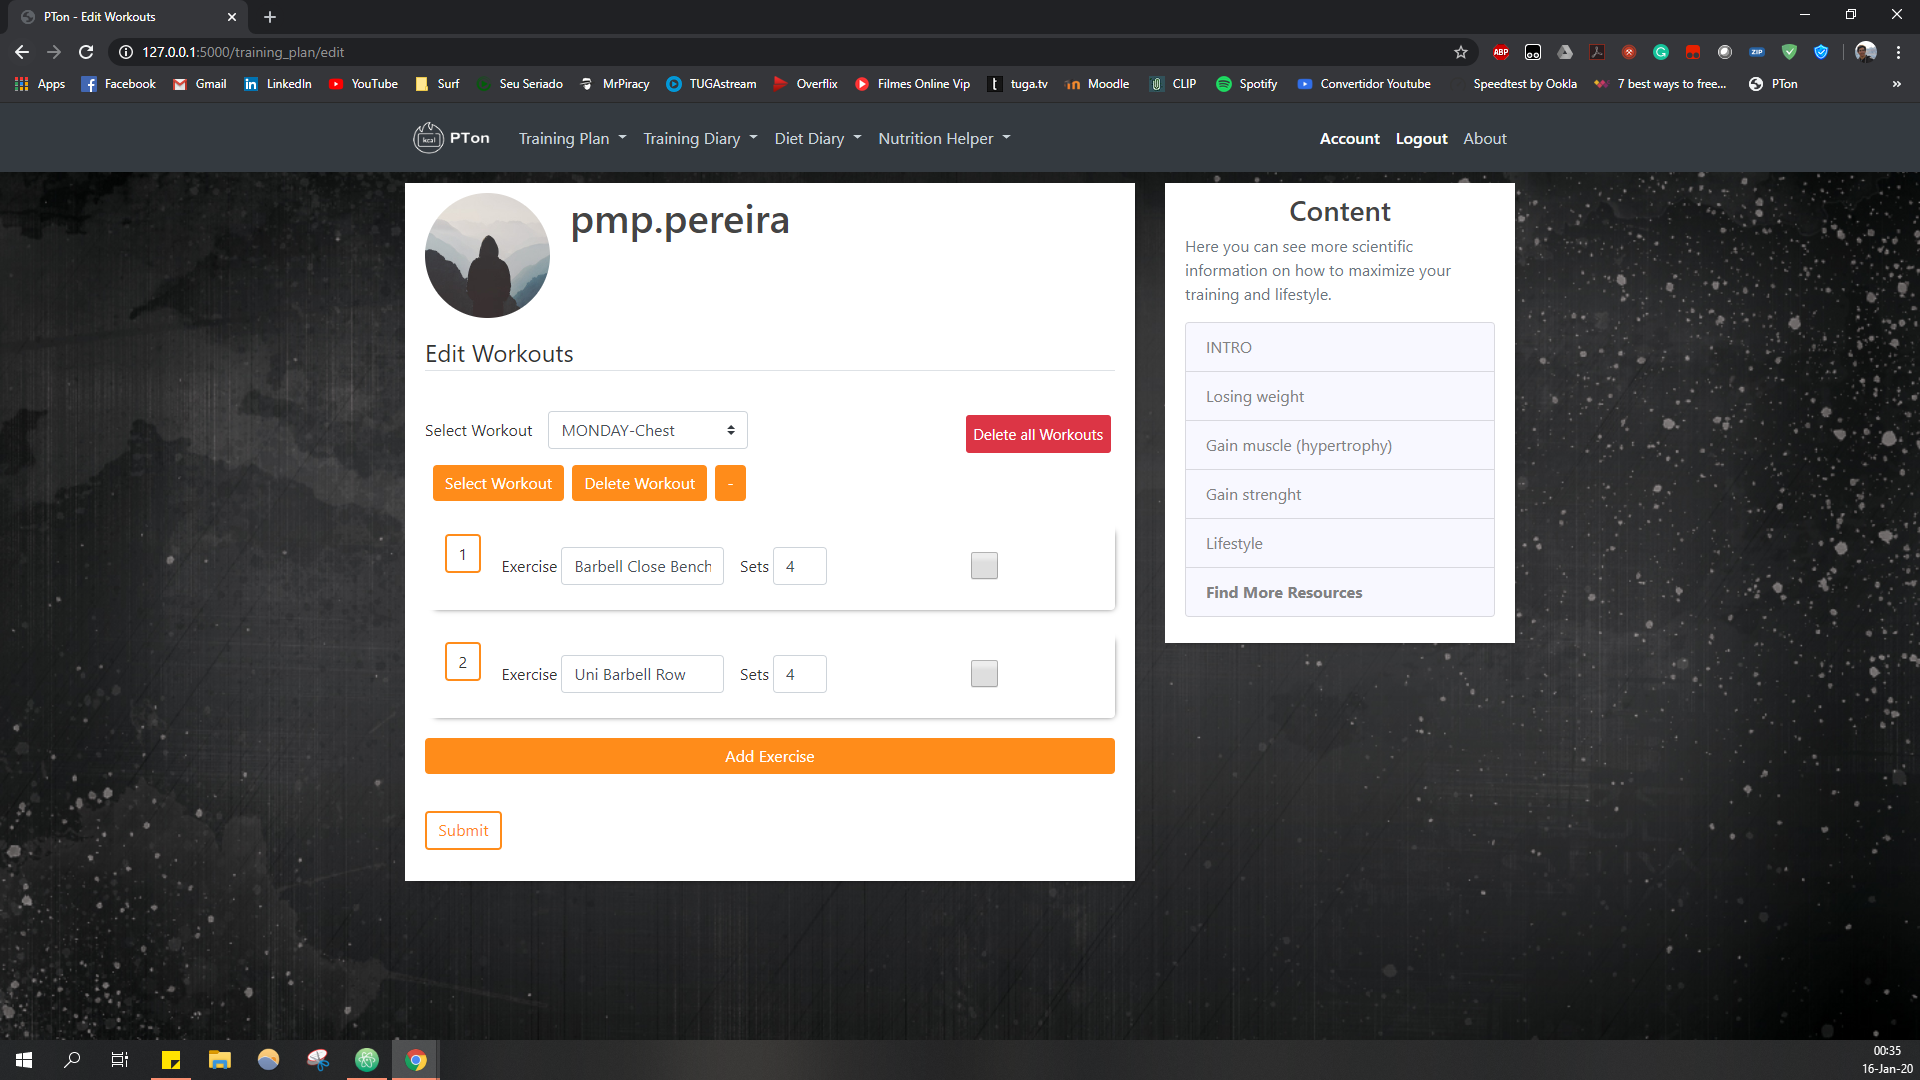 PTon - Edit Workouts
127.0.0.1:5000/training_plan/edit
ABP
ZIP
Apps Facebook Gmail LinkedIn YouTube Surf Seu Seriado MrPiracy TUGAstream Overflix Filmes Online Vip tuga.tv Moodle CLIP Spotify Convertidor Youtube Speedtest by Ookla 7 best ways to free... PTon »
kcal PTon Training Plan Training Diary Diet Diary Nutrition Helper Account Logout About
pmp.pereira
Edit Workouts
Select Workout MONDAY-Chest Delete all Workouts
Select Workout Delete Workout -
1 Exercise Barbell Close Bench Sets 4
2 Exercise Uni Barbell Row Sets 4
Add Exercise
Submit
Content
Here you can see more scientific
information on how to maximize your
training and lifestyle.
INTRO
Losing weight
Gain muscle (hypertrophy)
Gain strenght
Lifestyle
Find More Resources
00:35
16-Jan-20